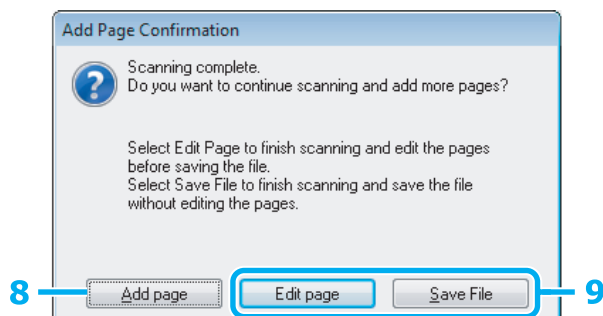 Add Page Confirmation
?
Scanning complete.
Do you want to continue scanning and add more pages?
Select Edit Page to finish scanning and edit the pages
before saving the file.
Select Save File to finish scanning and save the file
without editing the pages.
8 Add page Edit page Save File 9